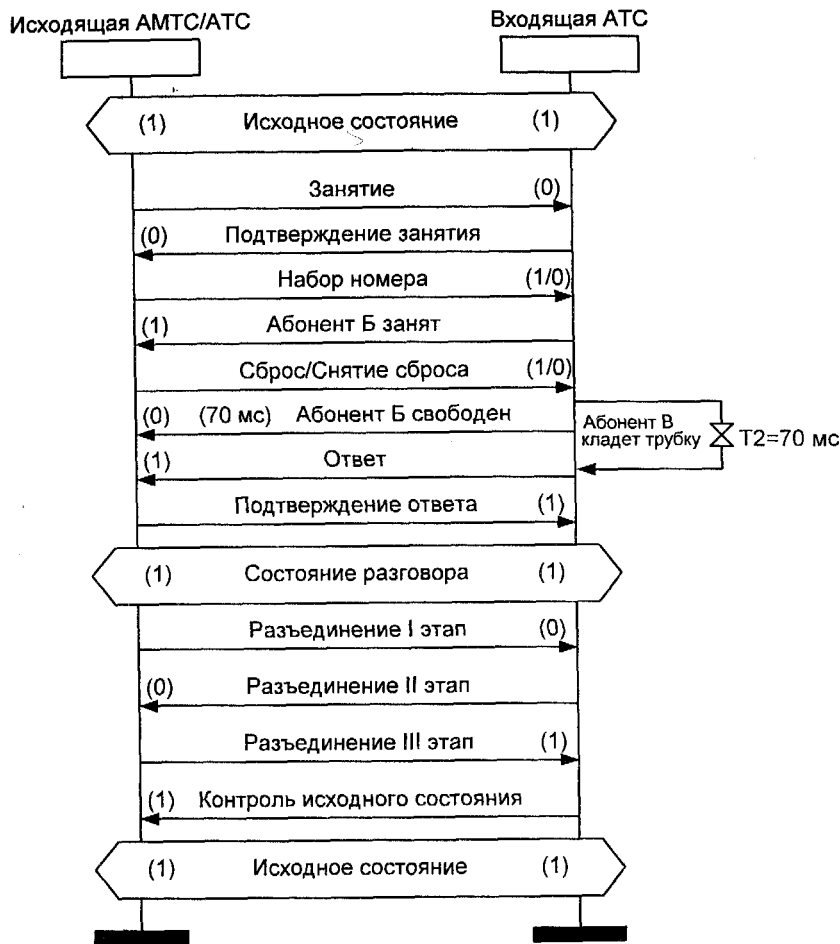 Исходящая АМТС/АТС
Входящая АТС
(1) Исходное состояние (1)
Занятие (0)
(0) Подтверждение занятия
Набор номера (1/0)
(1) Абонент Б занят
Сброс/Снятие сброса (1/0)
(0) (70 мс) Абонент Б свободен
Абонент В
кладет трубку
T2=70 мс
(1) Ответ
Подтверждение ответа (1)
(1) Состояние разговора (1)
Разъединение I этап (0)
(0) Разъединение II этап
Разъединение III этап (1)
(1) Контроль исходного состояния
(1) Исходное состояние (1)